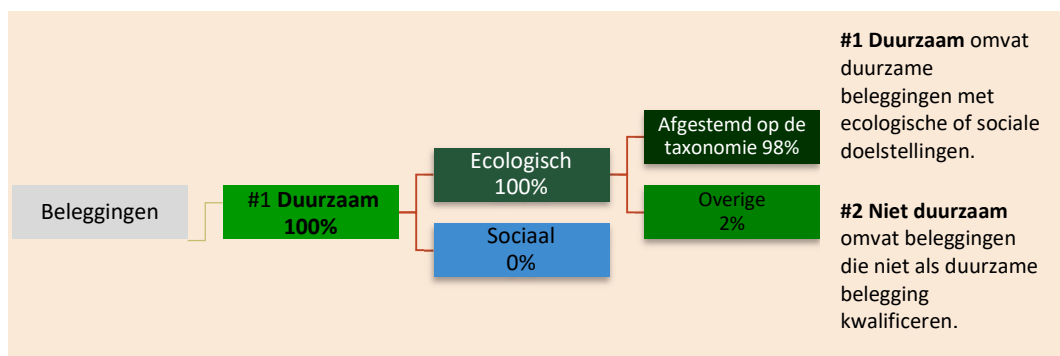 Beleggingen
#1 Duurzaam
100%
Ecologisch
100%
Sociaal
0%
Afgestemd op de
taxonomie 98%
Overige
2%
#1 Duurzaam omvat
duurzame
beleggingen met
ecologische of sociale
doelstellingen.
#2 Niet duurzaam
omvat beleggingen
die niet als duurzame
belegging
kwalificeren.